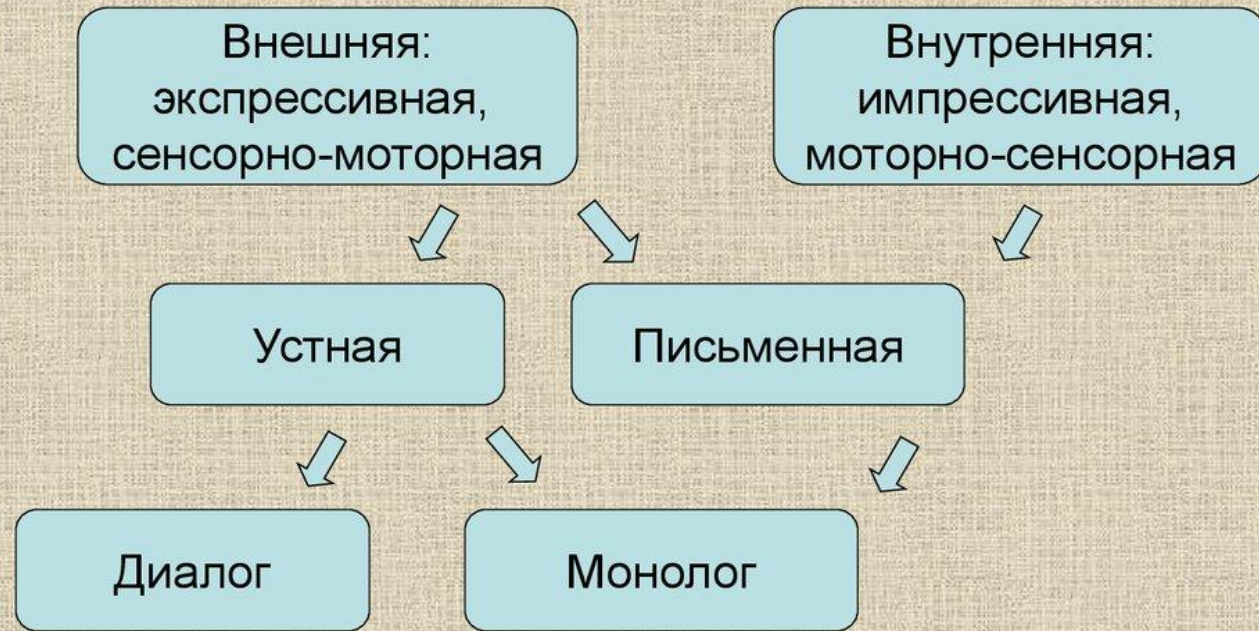 Внешняя:
экспрессивная,
сенсорно-моторная
Внутренняя:
импрессивная,
моторно-сенсорная
Устная
Письменная
Диалог
Монолог